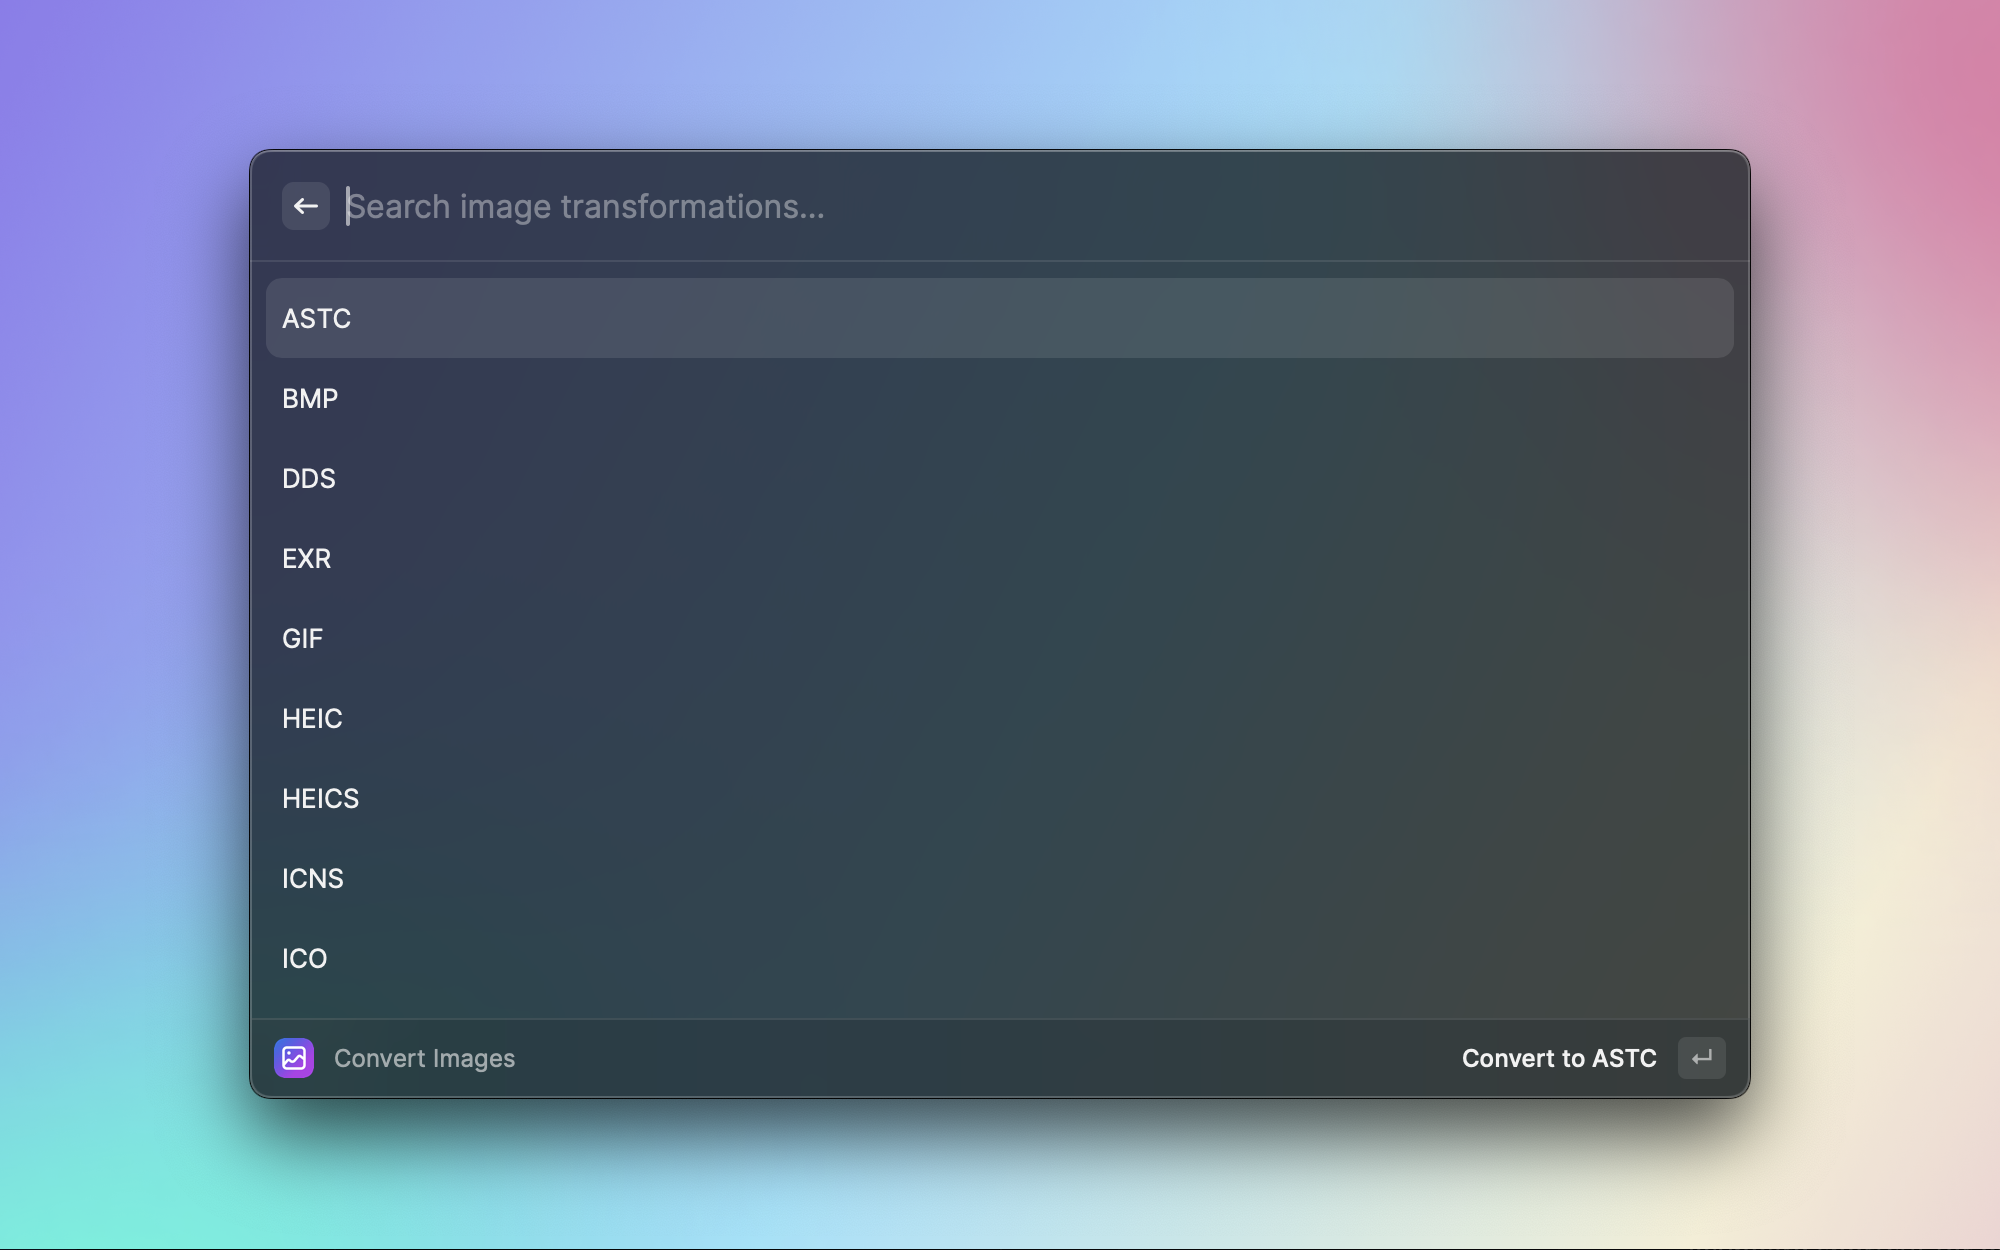 Search image transformations...
ASTC
BMP
DDS
EXR
GIF
HEIC
HEICS
ICNS
ICO
Convert Images
Convert to ASTC